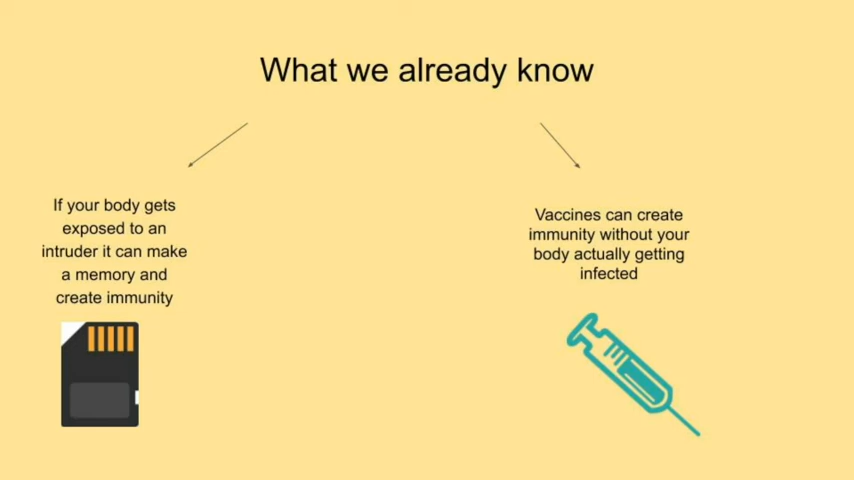 What we already know
If your body gets
exposed to an
intruder it can make
a memory and
create immunity
Vaccines can create
immunity without your
body actually getting
infected